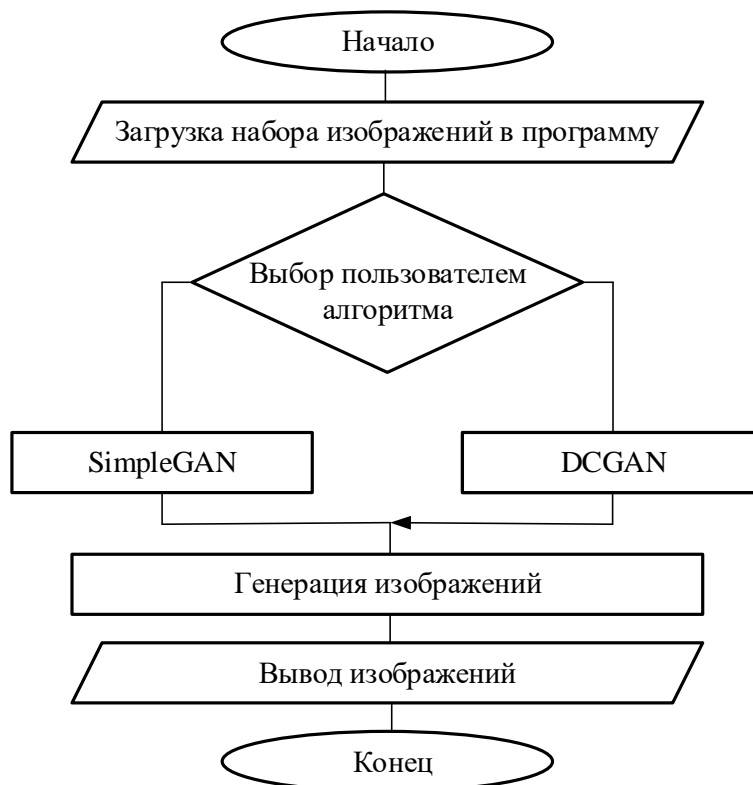 Начало
Загрузка набора изображений в программу
Выбор пользователем
алгоритма
SimpleGAN
DCGAN
Генерация изображений
Вывод изображений
Конец